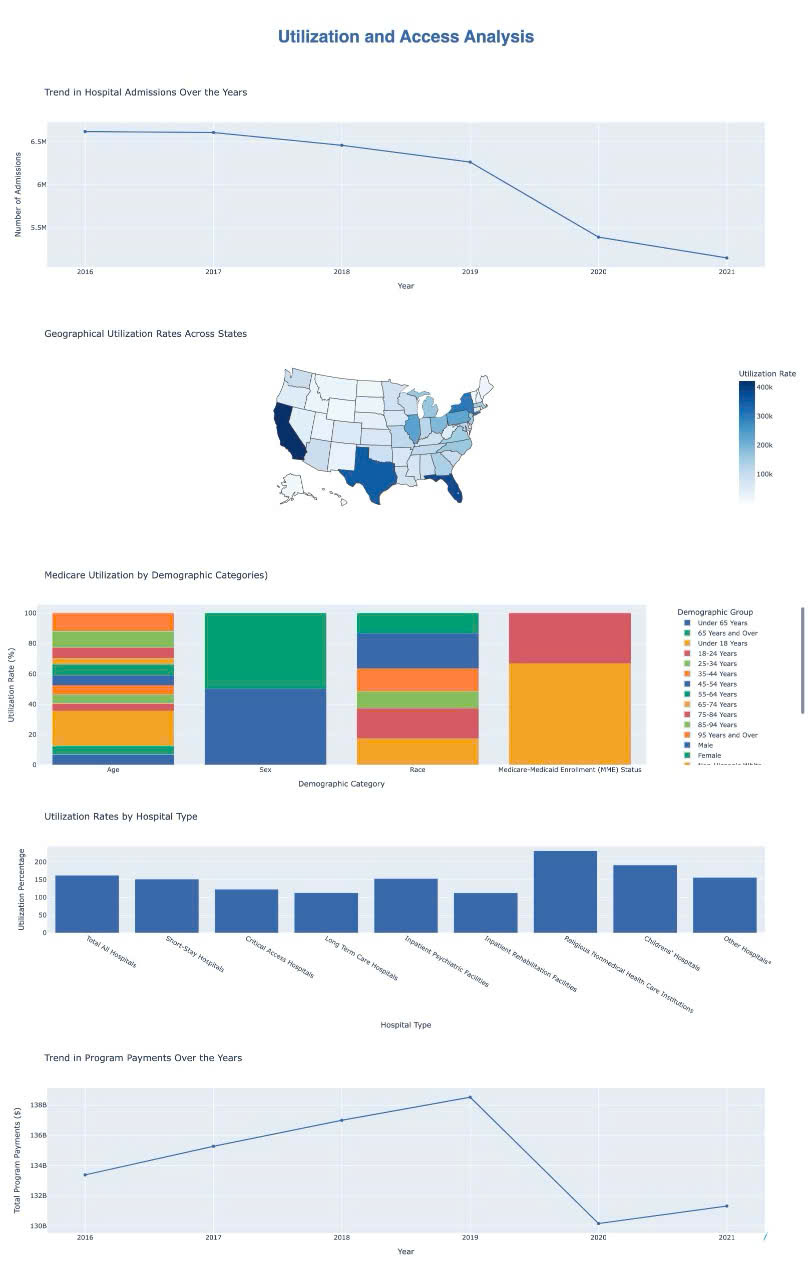 Utilization and Access Analysis
Trend in Hospital Admissions Over the Years
Number of Admissions
6.5M
6M
5.5M
2016 2017 2018 2019 2020 2021
Year
Geographical Utilization Rates Across States
Utilization Rate
400k
300k
200k
100k
Medicare Utilization by Demographic Categories)
Utilization Rate (%)
100
80
60
40
20
0
Age Sex Race Medicare-Medicaid Enrollment (MME) Status
Demographic Category
Demographic Group
Under 65 Years
65 Years and Over
Under 18 Years
18-24 Years
25-34 Years
35-44 Years
45-54 Years
55-64 Years
65-74 Years
75-84 Years
85-94 Years
95 Years and Over
Male
Female
Utilization Rates by Hospital Type
Utilization Percentage
200
150
100
50
0
Total All Hospitals
Short-Stay Hospitals
Critical Access Hospitals
Long Term Care Hospitals
Inpatient Psychiatric Facilities
Inpatient Rehabilitation Facilities
Religious Nonmedical Health Care Institutions
Childrens' Hospitals
Other Hospitals*
Hospital Type
Trend in Program Payments Over the Years
Total Program Payments ($)
138B
136B
134B
132B
130B
2016 2017 2018 2019 2020 2021
Year